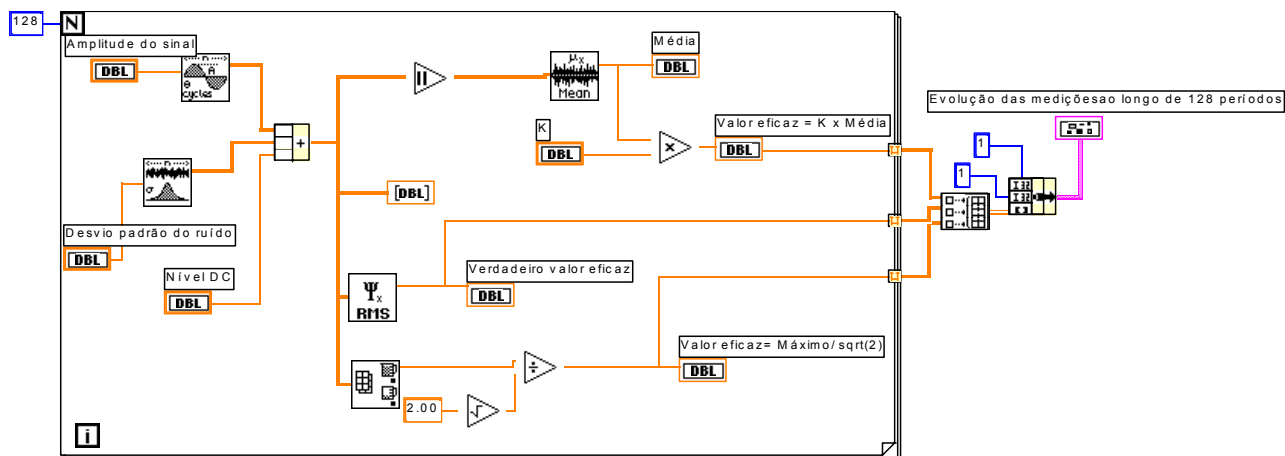 128
N
Amplitude do sinal
DBL
<---- n ---->
A
θ
cycles
+
<---- n ---->
σ
Desvio padrão do ruído
DBL
Nível DC
DBL
||
μx
Mean
Média
DBL
K
DBL
x
Valor eficaz = K x Média
DBL
[DBL]
Ψx
RMS
Verdadeiro valor eficaz
DBL
2.00
√
÷
Valor eficaz= Máximo/sqrt(2)
DBL
i
Evolução das mediçõesao longo de 128 períodos
1
1
I32
I32